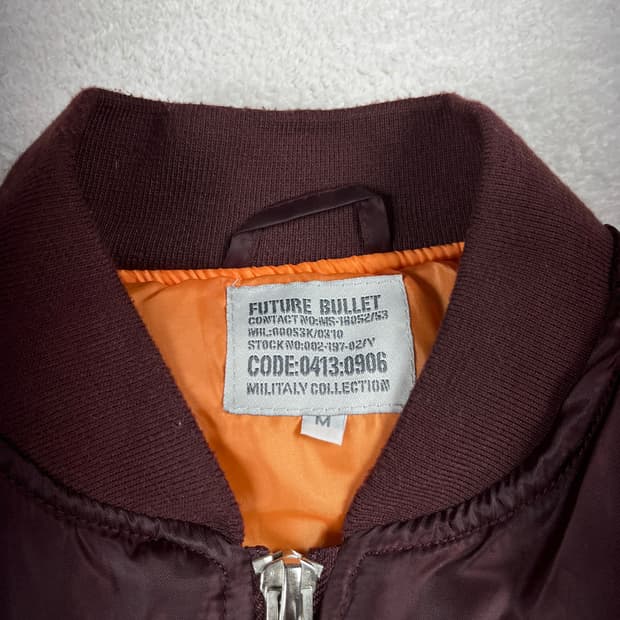 FUTURE BULLET
CONTACT NO:MS-18052/53
MIL:00053K/0310
STOCK NO:002-197-02/Y
CODE:0413:0906
MILITALY COLLECTION
M